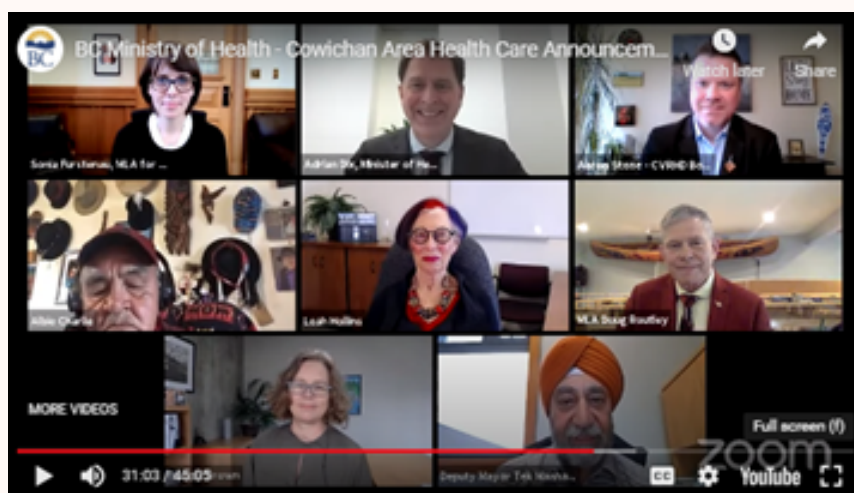 BC
BC Ministry of Health - Cowichan Area Health Care Announcem...
Watch later
Share
Sonia Furstenau, MLA for ...
Adrian Dix, Minister of He...
Aaron Stone - CVRHD Bo...
Albie Charlie
Leah Hollins
MLA Doug Routley
MORE VIDEOS
Full screen (f)
zoom
31:03 / 45:05
Deputy Mayor Tek
CC
YouTube